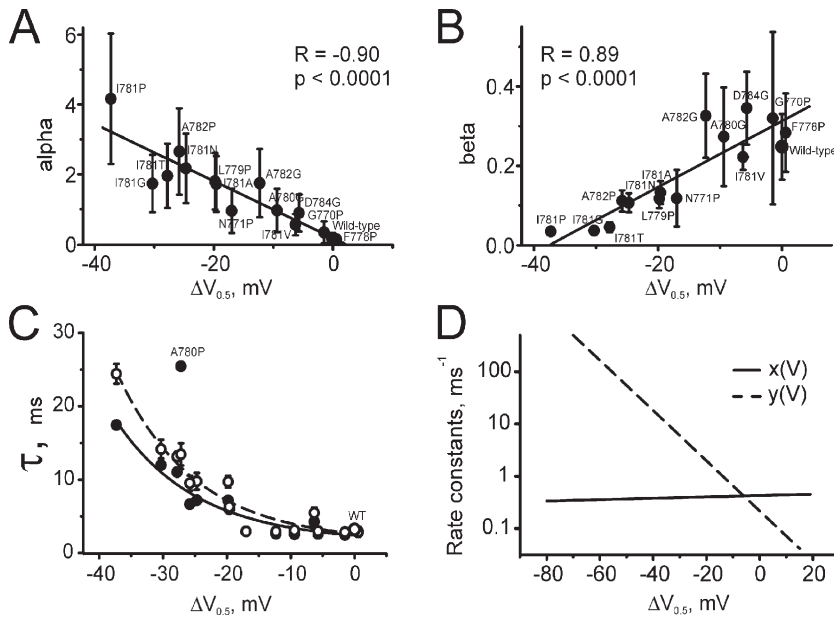 A
R = -0.90
p < 0.0001
I781P
A782P
I781N
I781T
L779P
I781G
I781A
A782G
A780G
D784G
N771P
G770P
I781V
Wild-type
F778P
alpha
6
4
2
0
-40
-20
0
ΔV0.5, mV
B
R = 0.89
p < 0.0001
D784G
G770P
A782G
A780G
F778P
Wild-type
I781V
I781A
I781N
A782P
N771P
L779P
I781P
I781G
I781T
beta
0.4
0.2
0.0
-40
-20
0
ΔV0.5, mV
C
A780P
WT
τ, ms
30
20
10
0
-40
-30
-20
-10
0
ΔV0.5, mV
D
x(V)
y(V)
Rate constants, ms-1
100
10
1
0.1
-80
-60
-40
-20
0
20
ΔV0.5, mV